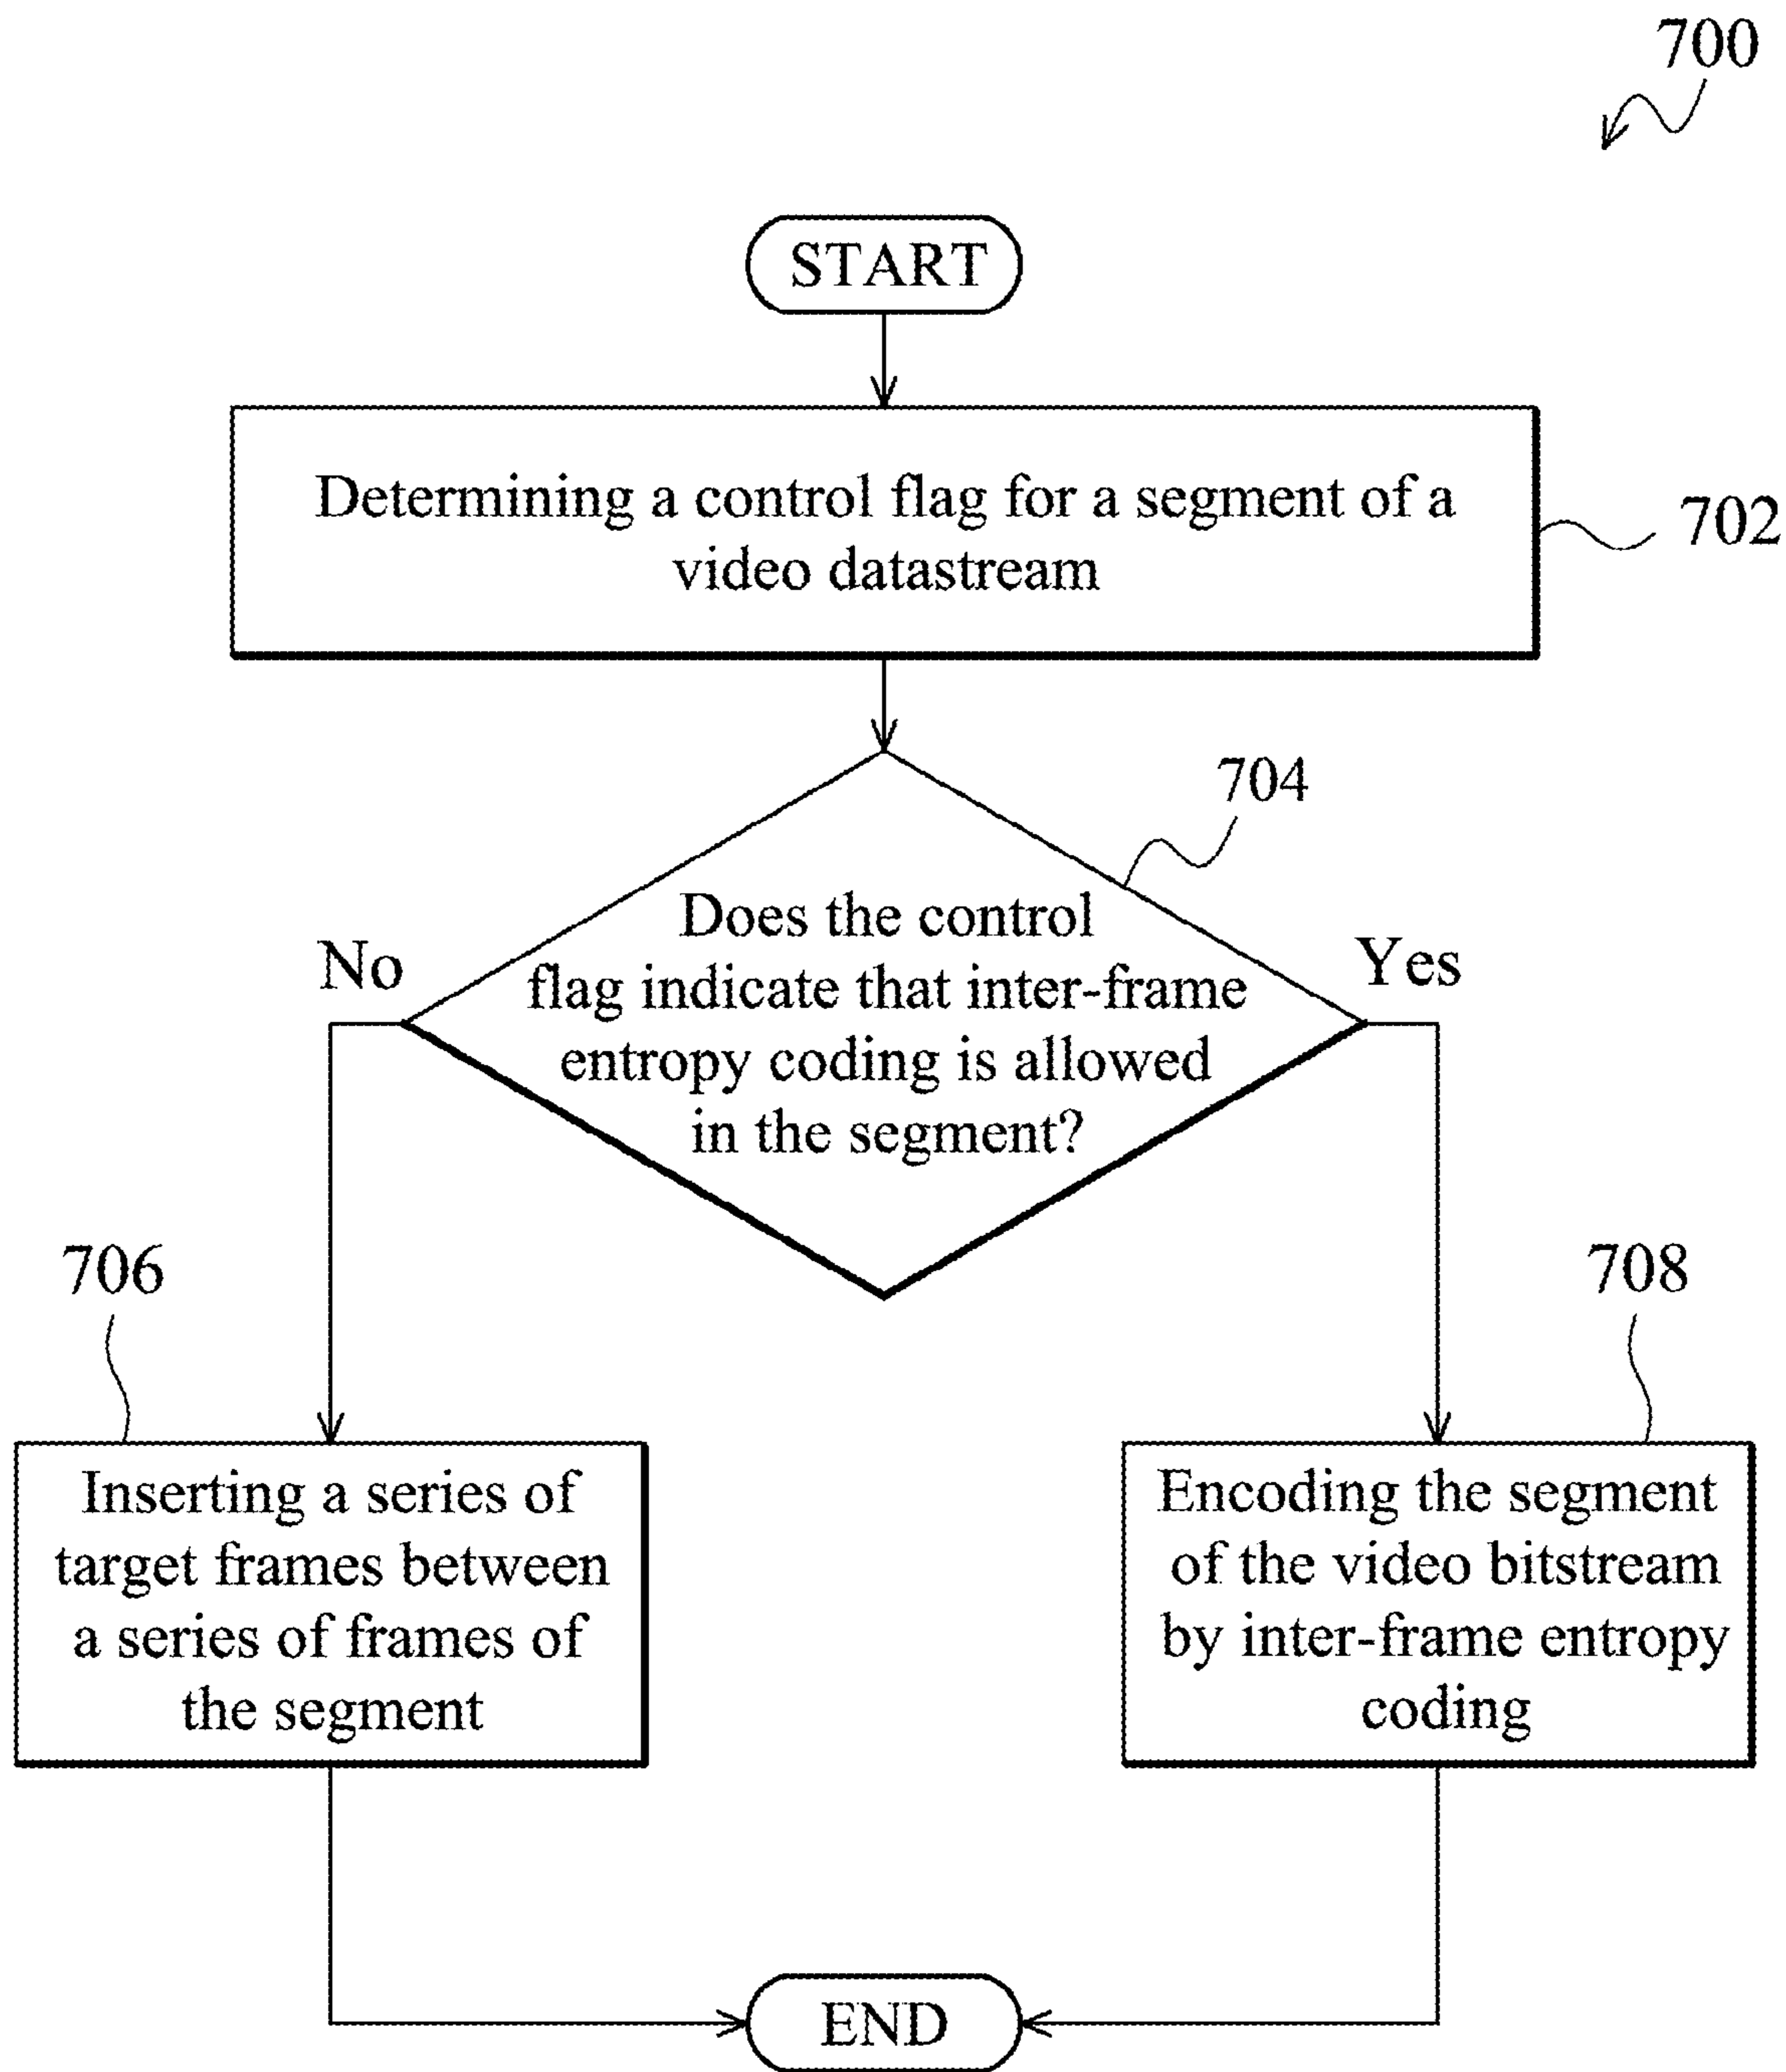 700
START
Determining a control flag for a segment of a
video datastream
702
704
Does the control
flag indicate that inter-frame
entropy coding is allowed
in the segment?
No
Yes
706
Inserting a series of
target frames between
a series of frames of
the segment
708
Encoding the segment
of the video bitstream
by inter-frame entropy
coding
END